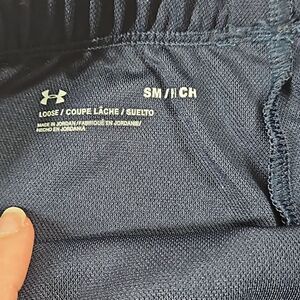 SM/P/CH
LOOSE / COUPE LÂCHE / SUELTO
MADE IN JORDAN/FABRIQUÉ EN JORDANIE/
HECHO EN JORDANIA